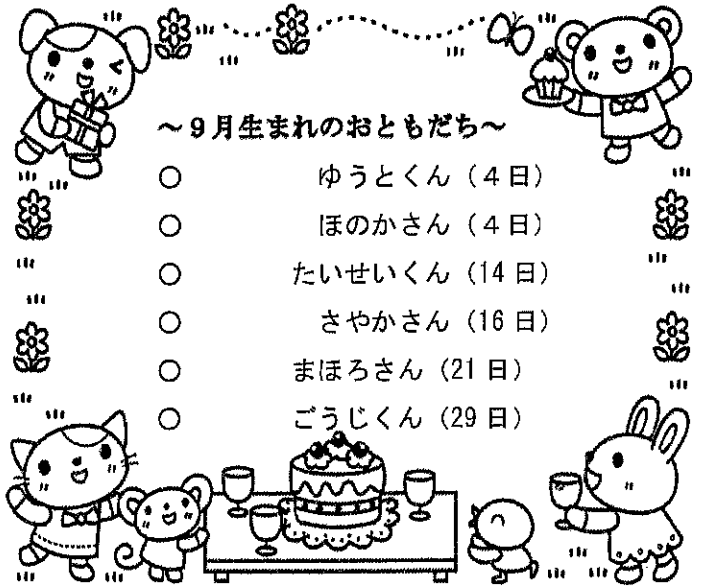 ～９月生まれのおともだち～
○ ゆうとくん（４日）
○ ほのかさん（４日）
○ たいせいくん（14日）
○ さやかさん（16日）
○ まほろさん（21日）
○ ごうじくん（29日）